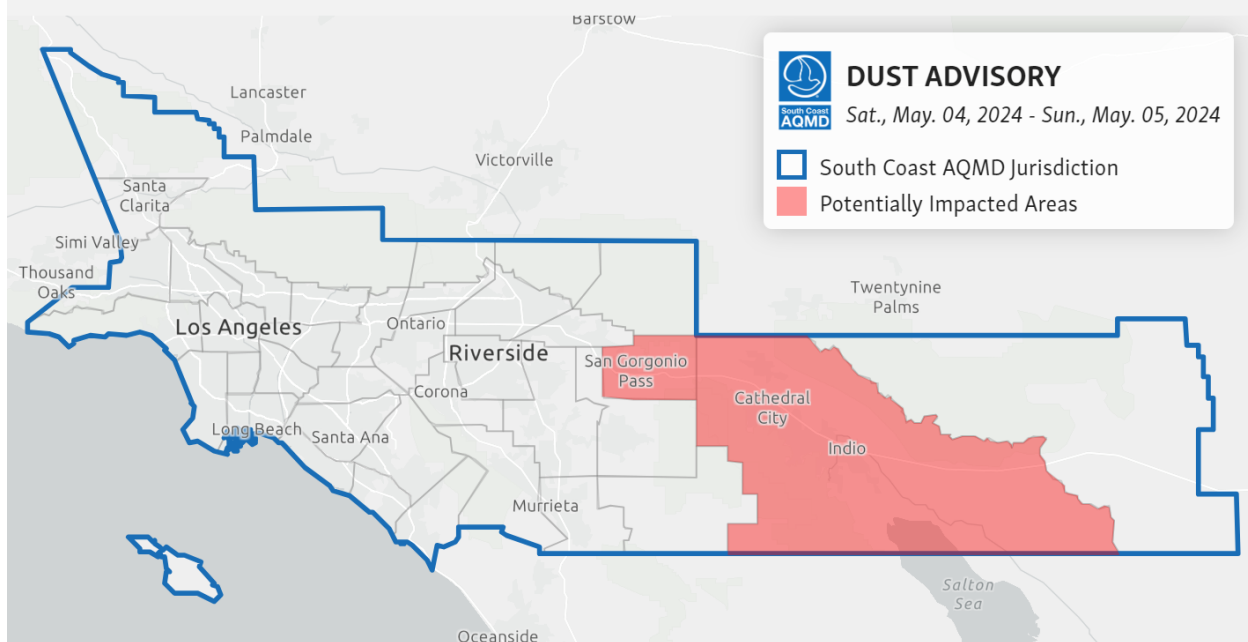 Barstow
DUST ADVISORY
South Coast
AQMD
Sat., May. 04, 2024 - Sun., May. 05, 2024
South Coast AQMD Jurisdiction
Potentially Impacted Areas
Lancaster
Palmdale
Victorville
Santa
Clarita
Simi Valley
Thousand
Oaks
Twentynine
Palms
Los Angeles
Ontario
Riverside
San Gorgonio
Pass
Corona
Cathedral
City
Long Beach
Santa Ana
Indio
Murrieta
Salton
Sea
Oceanside